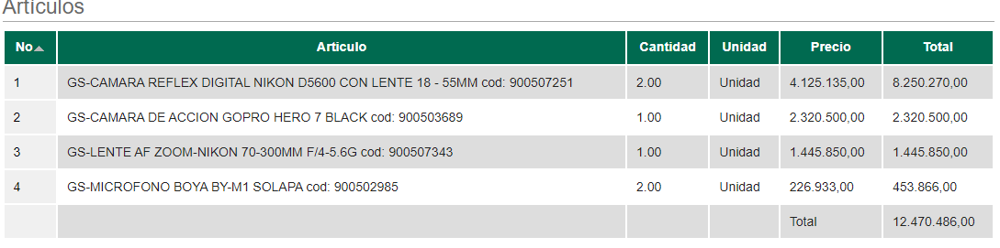 Artículos
No Articulo Cantidad Unidad Precio Total
1 GS-CAMARA REFLEX DIGITAL NIKON D5600 CON LENTE 18 - 55MM cod: 900507251 2.00 Unidad 4.125.135,00 8.250.270,00
2 GS-CAMARA DE ACCION GOPRO HERO 7 BLACK cod: 900503689 1.00 Unidad 2.320.500,00 2.320.500,00
3 GS-LENTE AF ZOOM-NIKON 70-300MM F/4-5.6G cod: 900507343 1.00 Unidad 1.445.850,00 1.445.850,00
4 GS-MICROFONO BOYA BY-M1 SOLAPA cod: 900502985 2.00 Unidad 226.933,00 453.866,00
Total 12.470.486,00